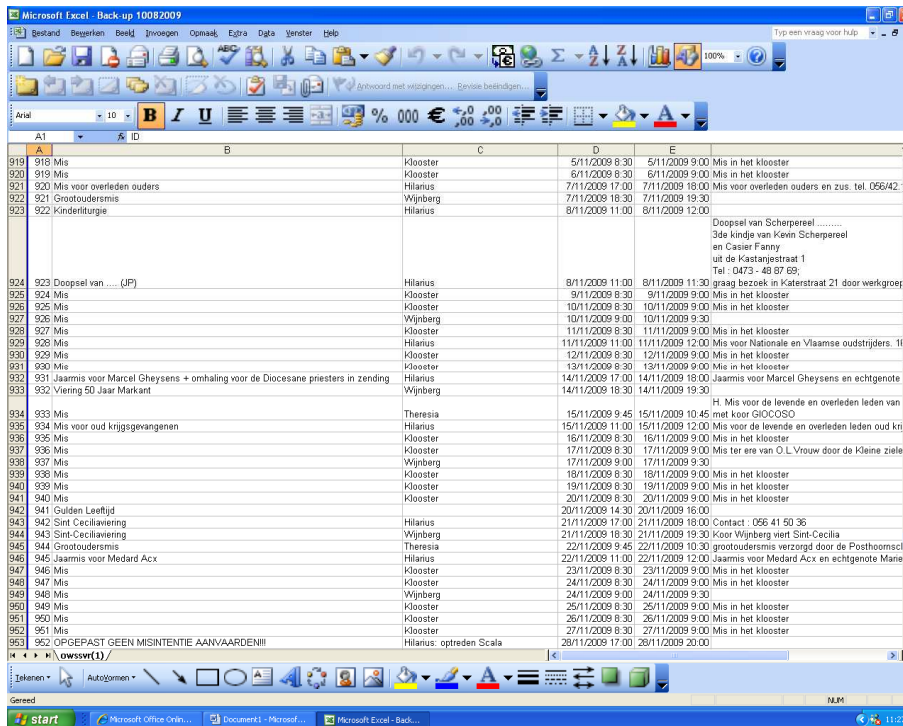 Microsoft Excel - Back-up 10082009
Bestand Bewerken Beeld Invoegen Opmaak Extra Data Venster Help Typ een vraag voor hulp
100%
Antwoord met wijzigingen... Revisie beëindigen...
Arial 10 B I U % 000 €
A1 fx ID
A B C D E
919 918 Mis Klooster 5/11/2009 8:30 5/11/2009 9:00 Mis in het klooster
920 919 Mis Klooster 6/11/2009 8:30 6/11/2009 9:00 Mis in het klooster
921 920 Mis voor overleden ouders Hilarius 7/11/2009 17:00 7/11/2009 18:00 Mis voor overleden ouders en zus. tel. 056/42.
922 921 Grootoudersmis Wijnberg 7/11/2009 18:30 7/11/2009 19:30
923 922 Kinderliturgie Hilarius 8/11/2009 11:00 8/11/2009 12:00
Doopsel van Scherpereel .........
3de kindje van Kevin Scherpereel
en Casier Fanny
uit de Kastanjestraat 1
Tel : 0473 - 48 87 69;
924 923 Doopsel van .... (JP) Hilarius 8/11/2009 11:00 8/11/2009 11:30 graag bezoek in Katerstraat 21 door werkgroep
925 924 Mis Klooster 9/11/2009 8:30 9/11/2009 9:00 Mis in het klooster
926 925 Mis Klooster 10/11/2009 8:30 10/11/2009 9:00 Mis in het klooster
927 926 Mis Wijnberg 10/11/2009 9:00 10/11/2009 9:30
928 927 Mis Klooster 11/11/2009 8:30 11/11/2009 9:00 Mis in het klooster
929 928 Mis Hilarius 11/11/2009 11:00 11/11/2009 12:00 Mis voor Nationale en Vlaamse oudstrijders.
930 929 Mis Klooster 12/11/2009 8:30 12/11/2009 9:00 Mis in het klooster
931 930 Mis Klooster 13/11/2009 8:30 13/11/2009 9:00 Mis in het klooster
932 931 Jaarmis voor Marcel Gheysens + omhaling voor de Diocesane priesters in zending Hilarius 14/11/2009 17:00 14/11/2009 18:00 Jaarmis voor Marcel Gheysens en echtgenote
933 932 Viering 50 Jaar Markant Wijnberg 14/11/2009 18:30 14/11/2009 19:30
H. Mis voor de levende en overleden leden van
934 933 Mis Theresia 15/11/2009 9:45 15/11/2009 10:45 met koor GIOCOSO
935 934 Mis voor oud krijgsgevangenen Hilarius 15/11/2009 11:00 15/11/2009 12:00 Mis voor de levende en overleden leden oud kri
936 935 Mis Klooster 16/11/2009 8:30 16/11/2009 9:00 Mis in het klooster
937 936 Mis Klooster 17/11/2009 8:30 17/11/2009 9:00 Mis ter ere van O.L.Vrouw door de Kleine ziele
938 937 Mis Wijnberg 17/11/2009 9:00 17/11/2009 9:30
939 938 Mis Klooster 18/11/2009 8:30 18/11/2009 9:00 Mis in het klooster
940 939 Mis Klooster 19/11/2009 8:30 19/11/2009 9:00 Mis in het klooster
941 940 Mis Klooster 20/11/2009 8:30 20/11/2009 9:00 Mis in het klooster
942 941 Gulden Leeftijd 20/11/2009 14:30 20/11/2009 16:00
943 942 Sint Ceciliaviering Hilarius 21/11/2009 17:00 21/11/2009 18:00 Contact : 056 41 50 36
944 943 Sint-Ceciliaviering Wijnberg 21/11/2009 18:30 21/11/2009 19:30 Koor Wijnberg viert Sint-Cecilia
945 944 Grootoudersmis Theresia 22/11/2009 9:45 22/11/2009 10:30 grootoudersmis verzorgd door de Posthoornscl
946 945 Jaarmis voor Medard Acx Hilarius 22/11/2009 11:00 22/11/2009 12:00 Jaarmis voor Medard Acx en echtgenote Marie
947 946 Mis Klooster 23/11/2009 8:30 23/11/2009 9:00 Mis in het klooster
948 947 Mis Klooster 24/11/2009 8:30 24/11/2009 9:00 Mis in het klooster
949 948 Mis Wijnberg 24/11/2009 9:00 24/11/2009 9:30
950 949 Mis Klooster 25/11/2009 8:30 25/11/2009 9:00 Mis in het klooster
951 950 Mis Klooster 26/11/2009 8:30 26/11/2009 9:00 Mis in het klooster
952 951 Mis Klooster 27/11/2009 8:30 27/11/2009 9:00 Mis in het klooster
953 952 OPGEPAST GEEN MISINTENTIE AANVAARDEN!!! Hilarius: optreden Scala 28/11/2009 17:00 28/11/2009 20:00
owssvr(1)
Tekenen AutoVormen
Gereed NUM
start Microsoft Office Onlin... Document1 - Microsof... Microsoft Excel - Back...